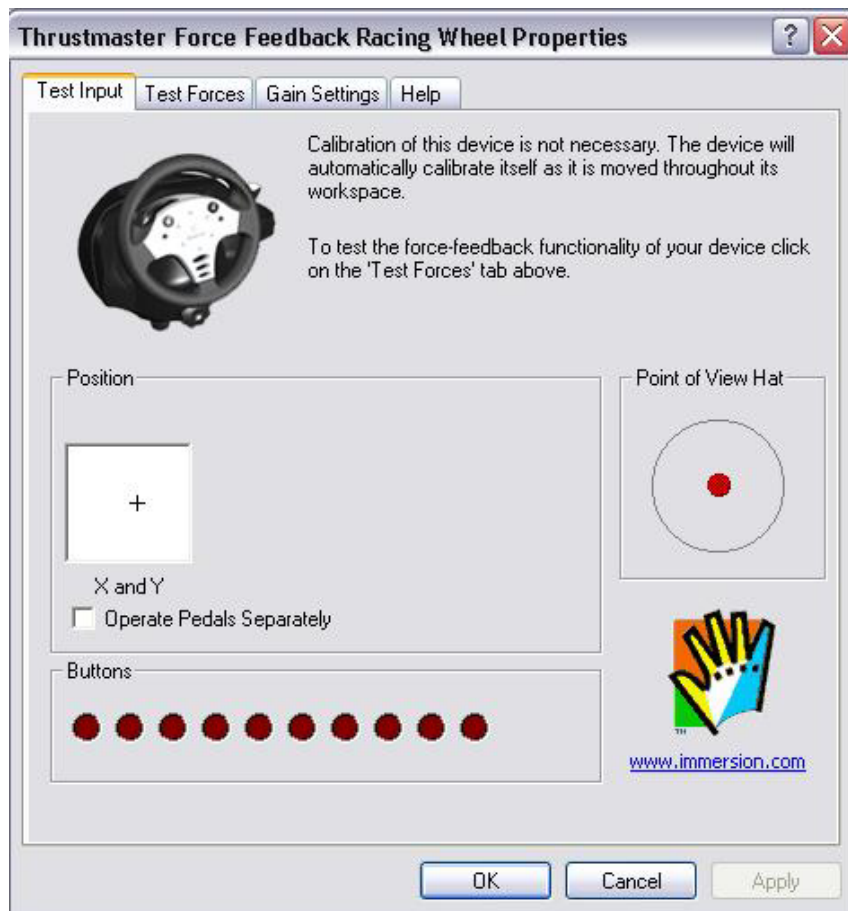 Thrustmaster Force Feedback Racing Wheel Properties
Test Input Test Forces Gain Settings Help
Calibration of this device is not necessary. The device will
automatically calibrate itself as it is moved throughout its
workspace.
To test the force-feedback functionality of your device click
on the 'Test Forces' tab above.
Position
Point of View Hat
X and Y
Operate Pedals Separately
Buttons
TM
www.immersion.com
OK Cancel Apply